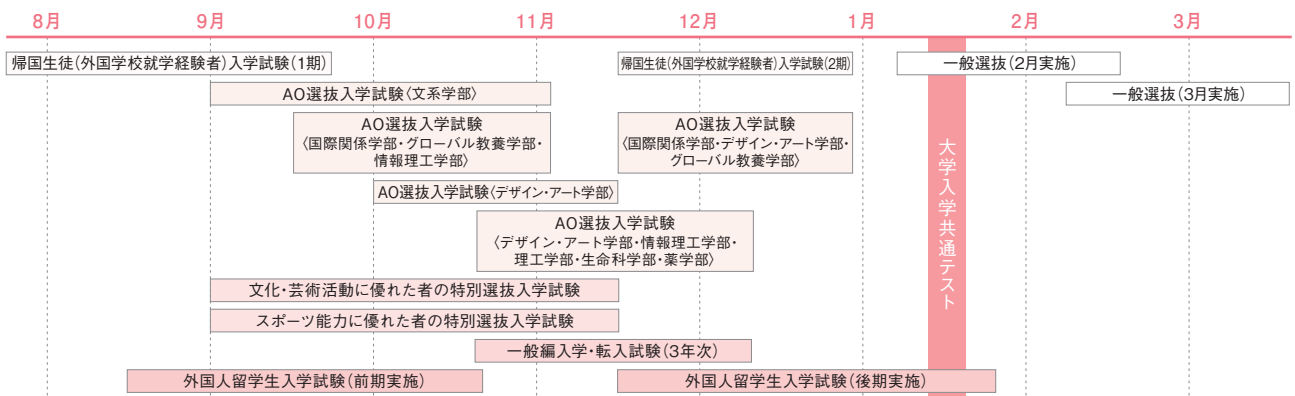 8月 9月 10月 11月 12月 1月 2月 3月
帰国生徒(外国学校就学経験者)入学試験(1期)
帰国生徒(外国学校就学経験者)入学試験(2期)
一般選抜(2月実施)
AO選抜入学試験〈文系学部〉
一般選抜(3月実施)
AO選抜入学試験
〈国際関係学部・グローバル教養学部・
情報理工学部〉
AO選抜入学試験
〈国際関係学部・デザイン・アート学部・
グローバル教養学部〉
大学入学共通テスト
AO選抜入学試験〈デザイン・アート学部〉
AO選抜入学試験
〈デザイン・アート学部・情報理工学部・
理工学部・生命科学部・薬学部〉
文化・芸術活動に優れた者の特別選抜入学試験
スポーツ能力に優れた者の特別選抜入学試験
一般編入学・転入試験(3年次)
外国人留学生入学試験(前期実施)
外国人留学生入学試験(後期実施)